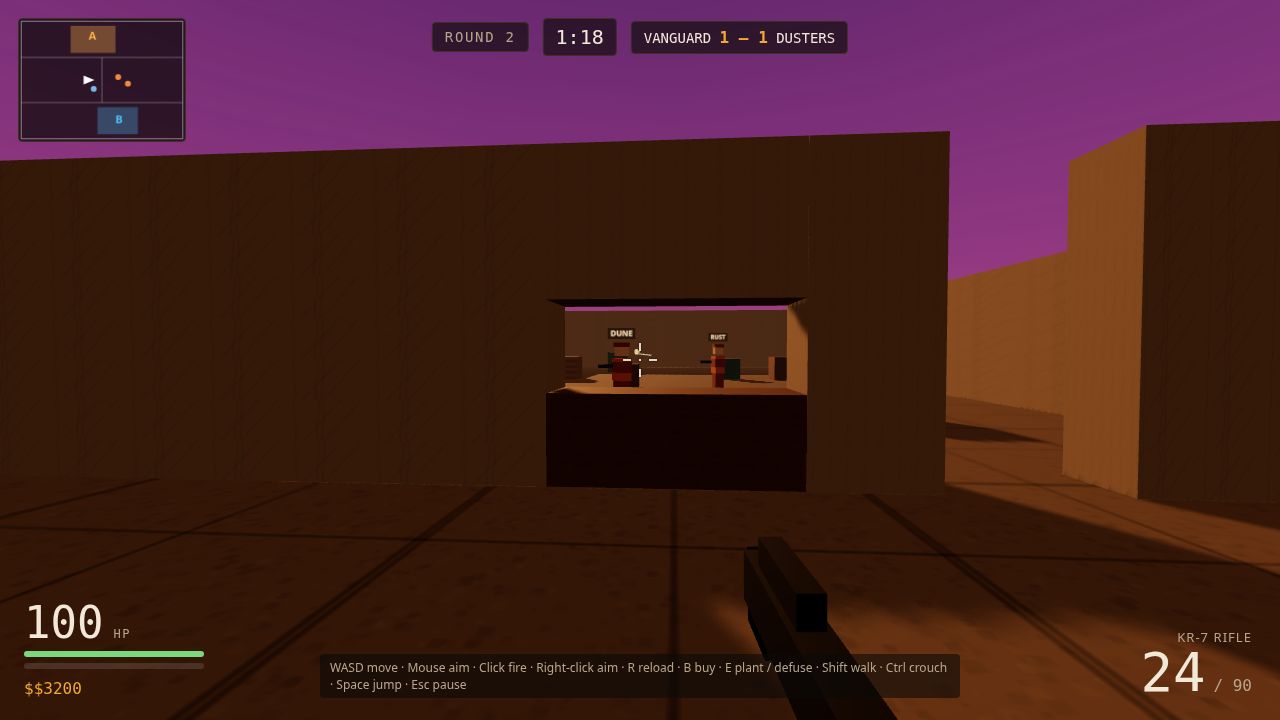 A
B
ROUND 2
1:18
VANGUARD 1 — 1 DUSTERS
DUNE
RUST
100 HP
$$3200
WASD move · Mouse aim · Click fire · Right-click aim · R reload · B buy · E plant / defuse · Shift walk · Ctrl crouch
· Space jump · Esc pause
KR-7 RIFLE
24 / 90